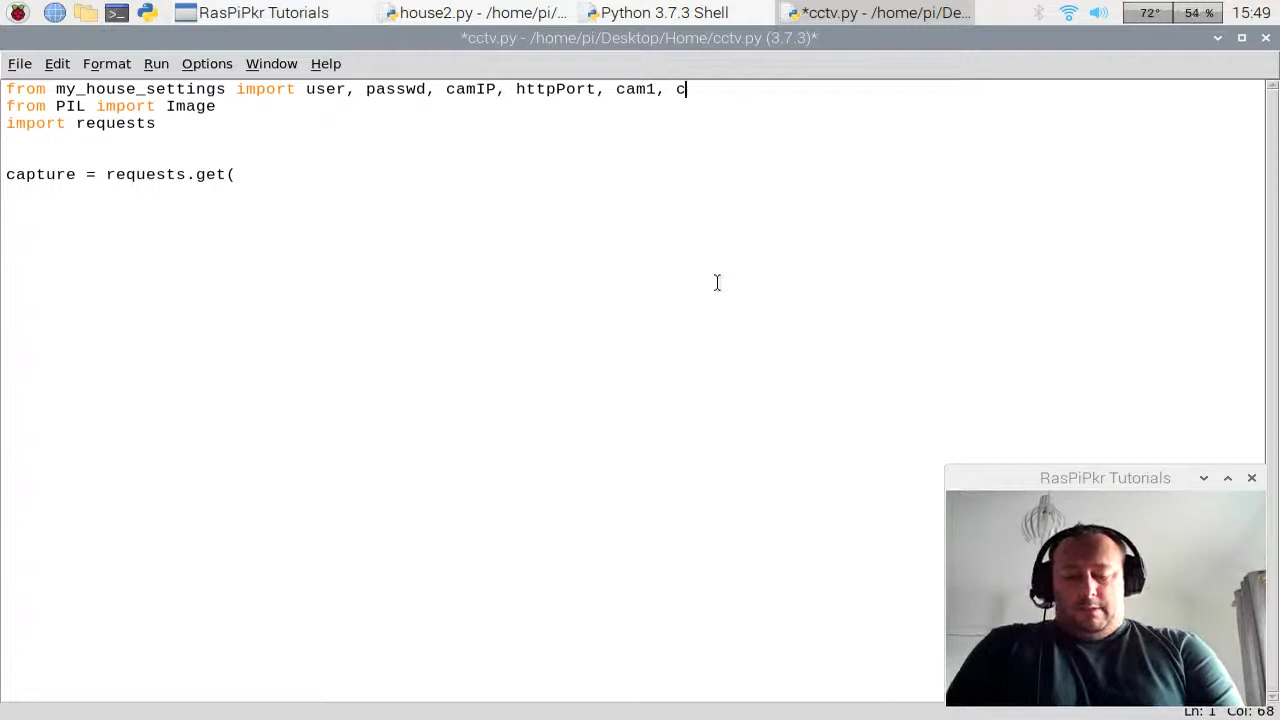 RasPiPkr Tutorials
house2.py - /home/pi/...
Python 3.7.3 Shell
*cctv.py - /home/pi/De...
72° 54 % 15:49
*cctv.py - /home/pi/Desktop/Home/cctv.py (3.7.3)*
File Edit Format Run Options Window Help
from my_house_settings import user, passwd, camIP, httpPort, cam1, c
from PIL import Image
import requests
capture = requests.get(
RasPiPkr Tutorials
Ln: 1 Col: 68